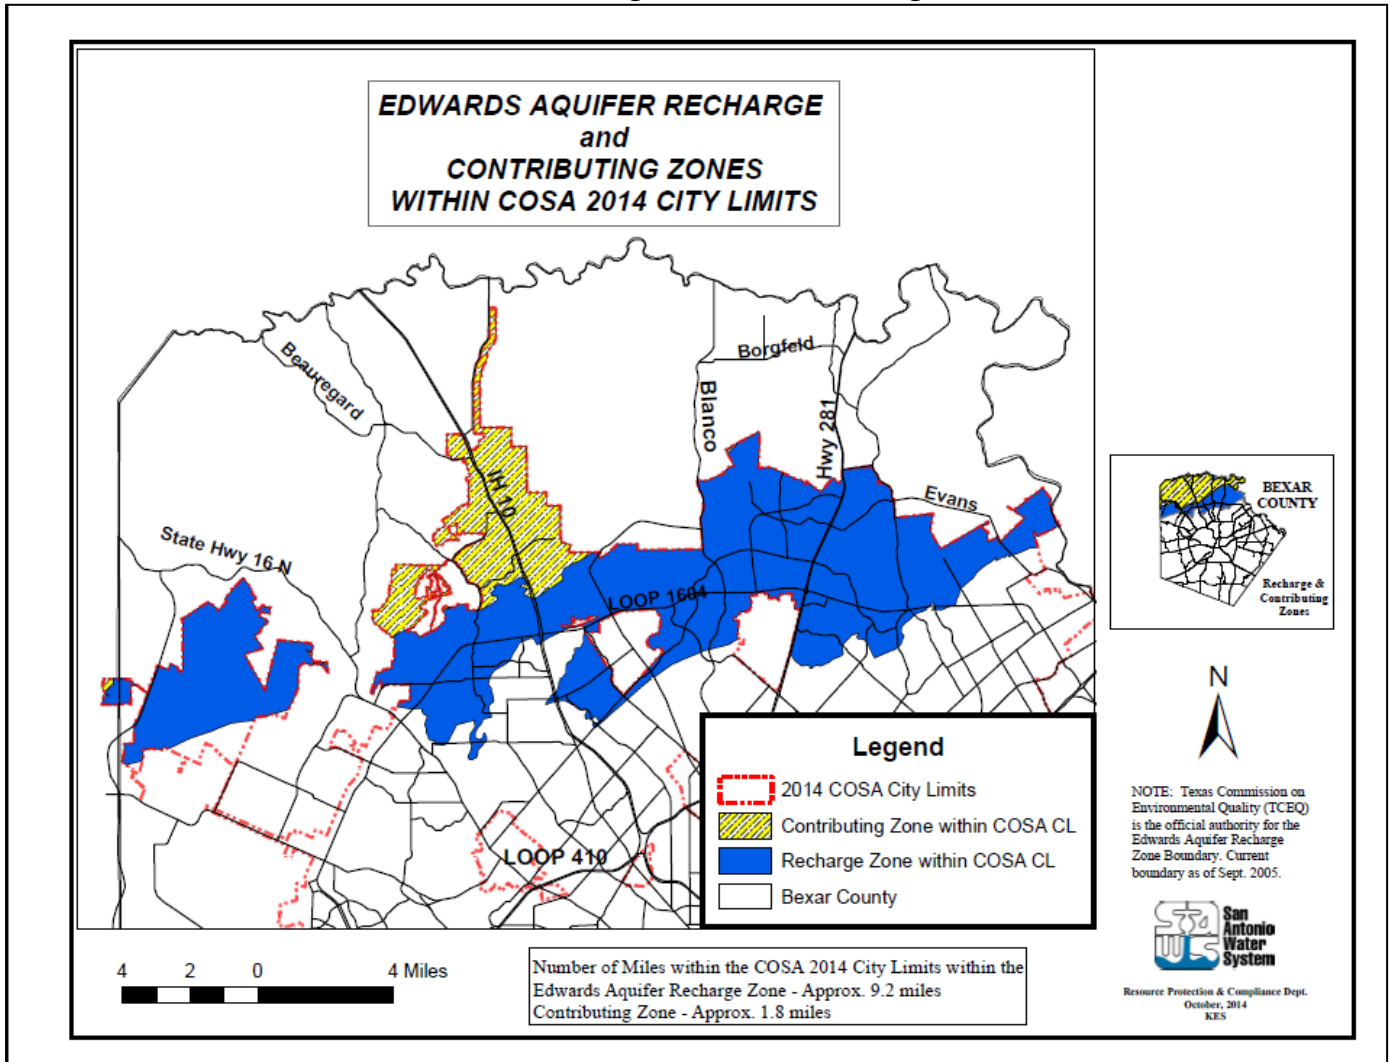 EDWARDS AQUIFER RECHARGE
and
CONTRIBUTING ZONES
WITHIN COSA 2014 CITY LIMITS
Beauregard
Borgfeld
Blanco
Hwy 281
IH 10
Evans
State Hwy 16 N
LOOP 1604
LOOP 410
BEXAR
COUNTY
Recharge &
Contributing
Zones
N
Legend
2014 COSA City Limits
Contributing Zone within COSA CL
Recharge Zone within COSA CL
Bexar County
NOTE: Texas Commission on
Environmental Quality (TCEQ)
is the official authority for the
Edwards Aquifer Recharge
Zone Boundary. Current
boundary as of Sept. 2005.
San
Antonio
Water
System
Resource Protection & Compliance Dept.
October, 2014
KES
4 2 0 4 Miles
Number of Miles within the COSA 2014 City Limits within the
Edwards Aquifer Recharge Zone - Approx. 9.2 miles
Contributing Zone - Approx. 1.8 miles